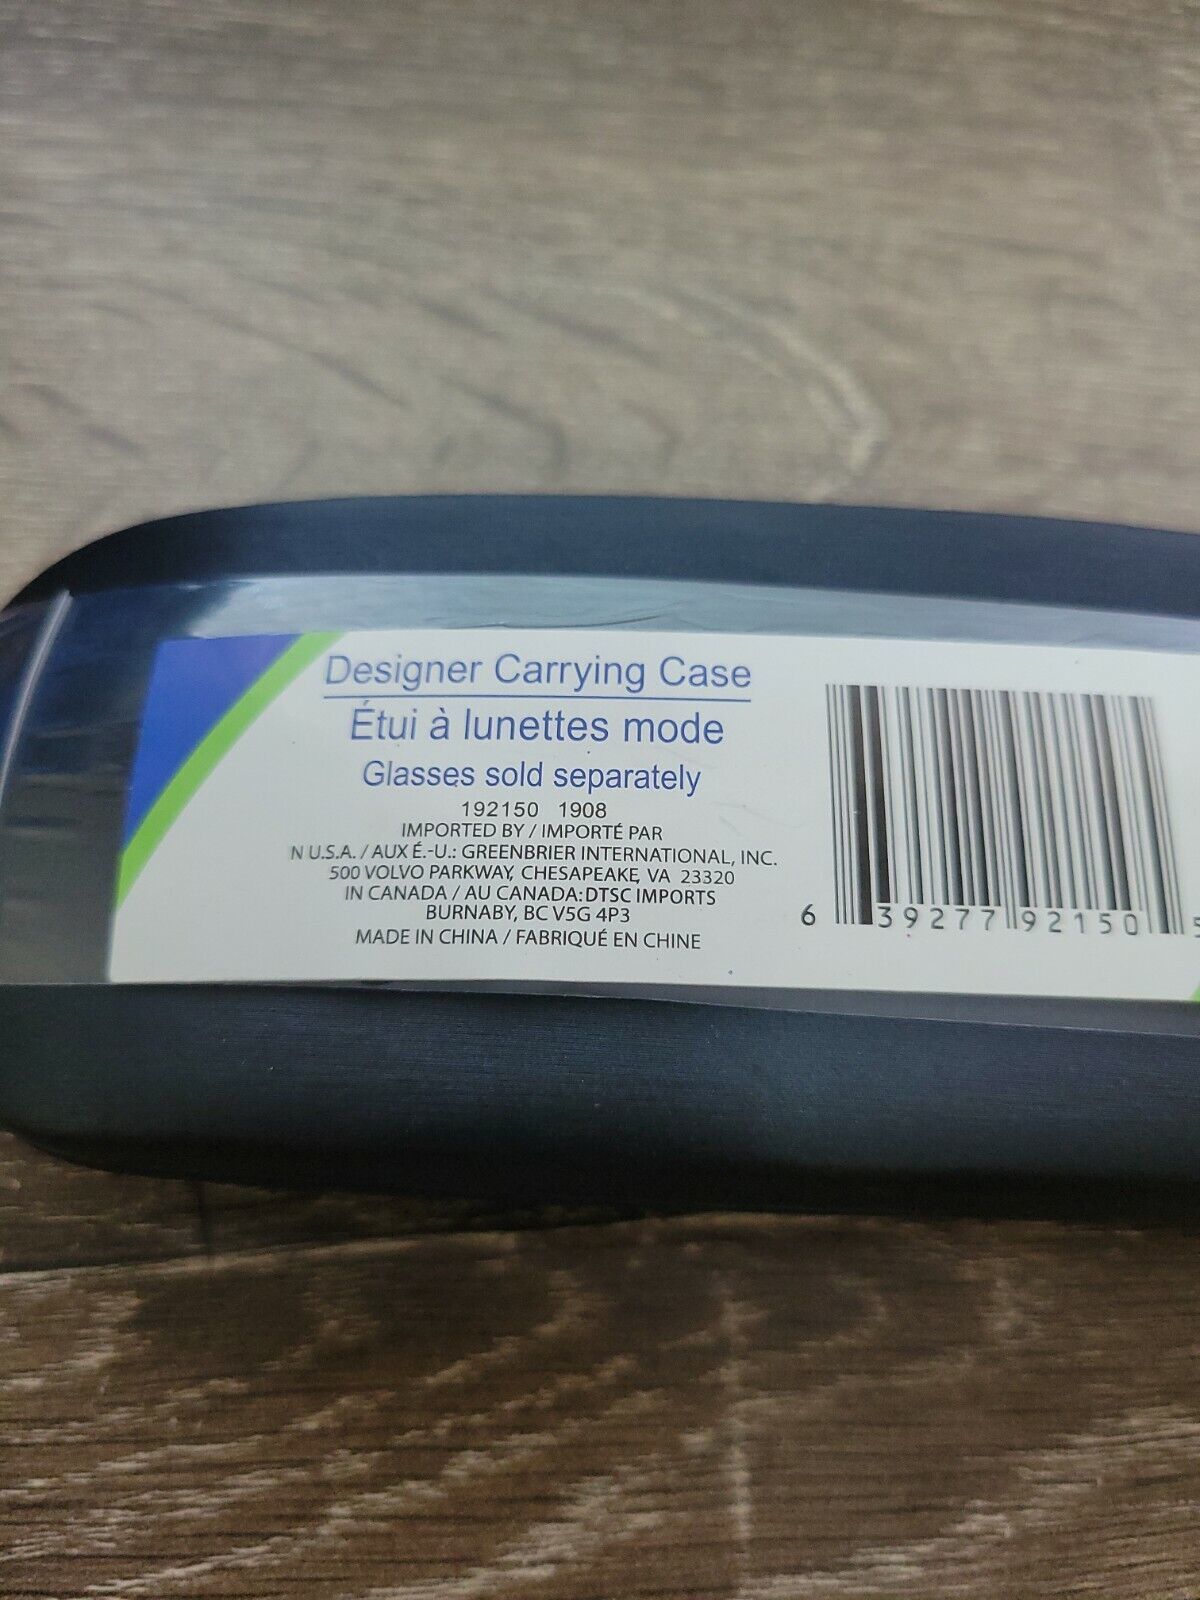 Designer Carrying Case
Étui à lunettes mode
Glasses sold separately
192150 1908
IMPORTED BY / IMPORTÉ PAR
N U.S.A. / AUX É.-U.: GREENBRIER INTERNATIONAL, INC.
500 VOLVO PARKWAY, CHESAPEAKE, VA 23320
IN CANADA / AU CANADA: DTSC IMPORTS
BURNABY, BC V5G 4P3
MADE IN CHINA / FABRIQUÉ EN CHINE
6 39277 92150 5